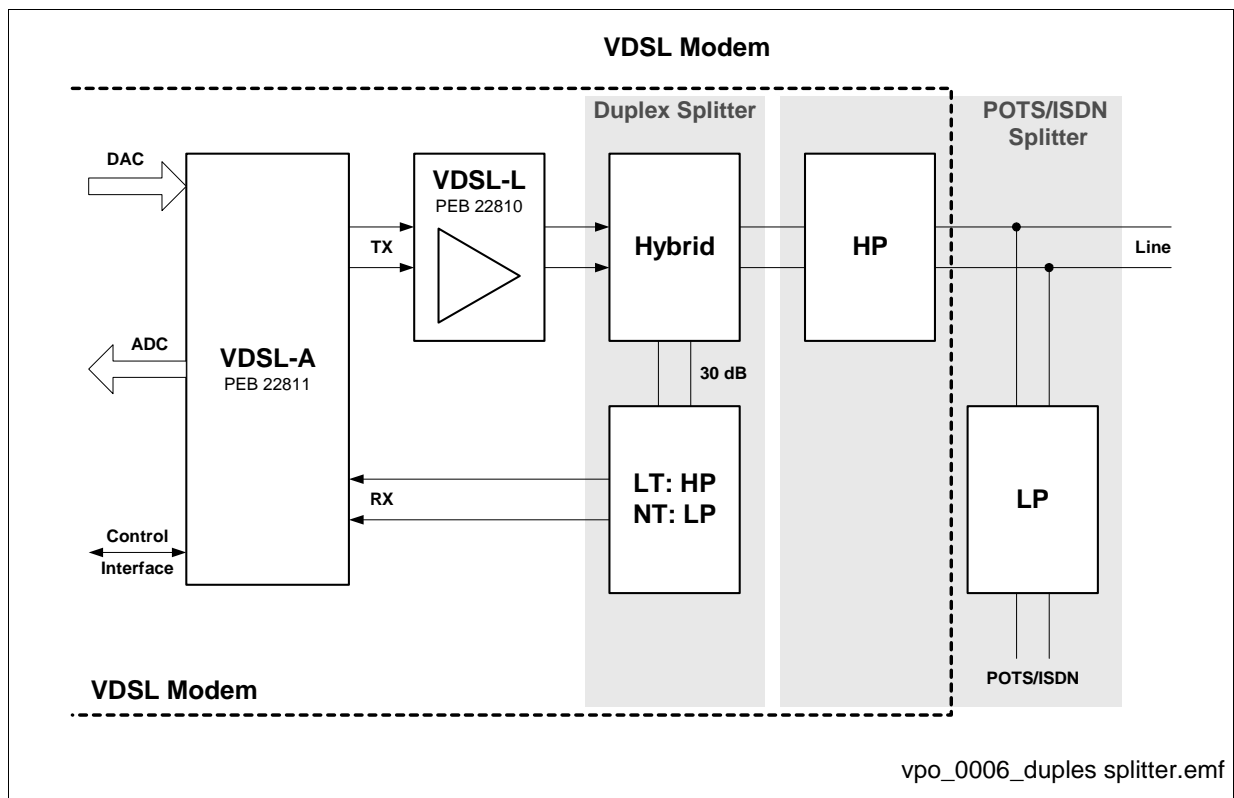 VDSL Modem
Duplex Splitter
POTS/ISDN
Splitter
DAC
VDSL-L
PEB 22810
TX
Hybrid
HP
Line
ADC
VDSL-A
PEB 22811
30 dB
RX
LT: HP
NT: LP
LP
Control
Interface
POTS/ISDN
VDSL Modem
vpo_0006_duples splitter.emf